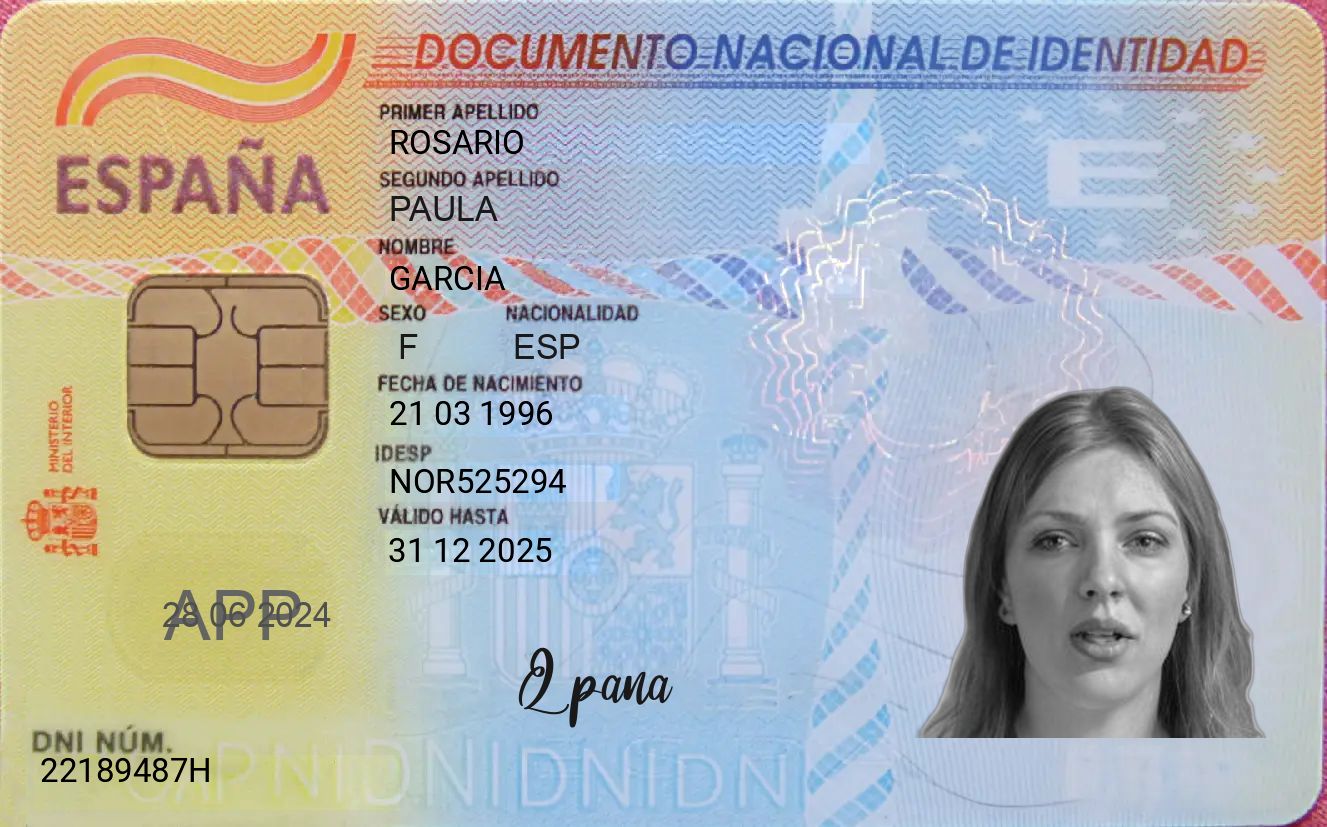 DOCUMENTO NACIONAL DE IDENTIDAD
ESPAÑA
PRIMER APELLIDO
ROSARIO
SEGUNDO APELLIDO
PAULA
NOMBRE
GARCIA
SEXO NACIONALIDAD
F ESP
FECHA DE NACIMIENTO
21 03 1996
IDESP
NOR525294
VÁLIDO HASTA
31 12 2025
MINISTERIO
DEL INTERIOR
E
APP
28 06 2024
pana
DNI NÚM.
22189487H
DNIDNIDNIDN